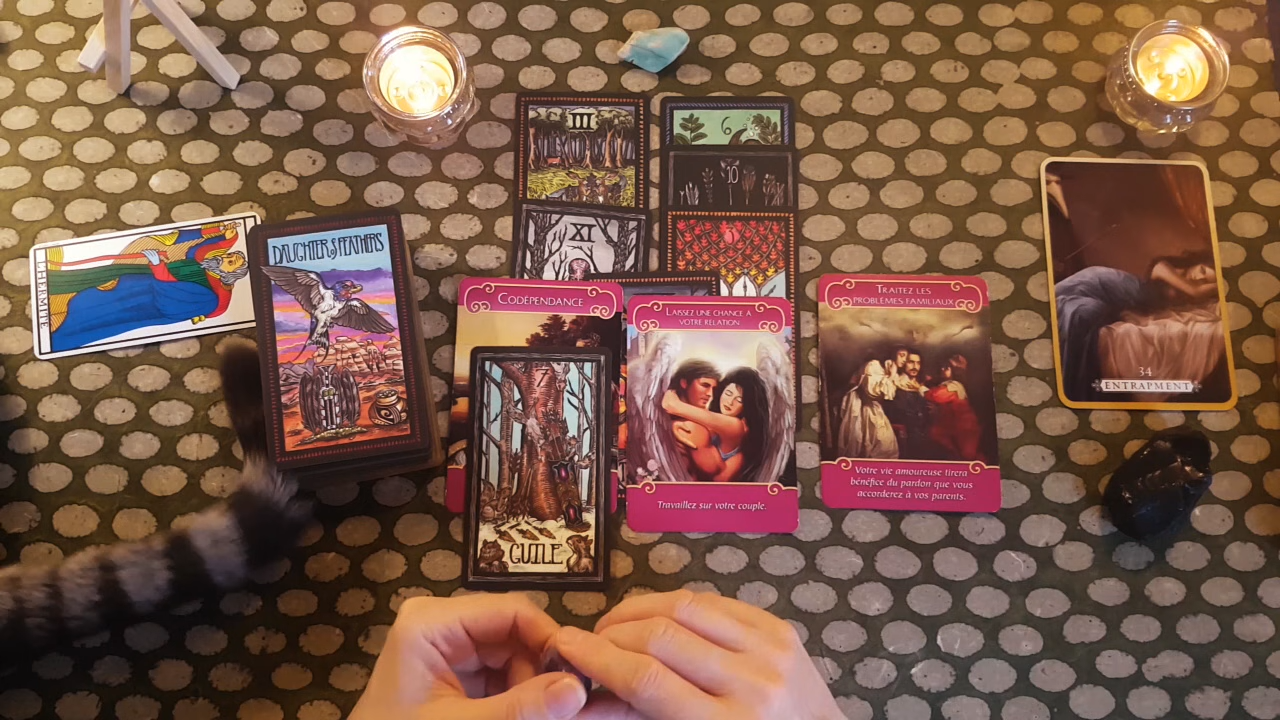 III
6
10
XI
L'HERMITE
DAUGHTER of FEATHERS
CODÉPENDANCE
LAISSEZ UNE CHANCE À
VOTRE RELATION
Travaillez sur votre couple.
TRAITEZ LES
PROBLÈMES FAMILIAUX
Votre vie amoureuse tirera
bénéfice du pardon que vous
accorderez à vos parents.
34
ENTRAPMENT
7
GUILE